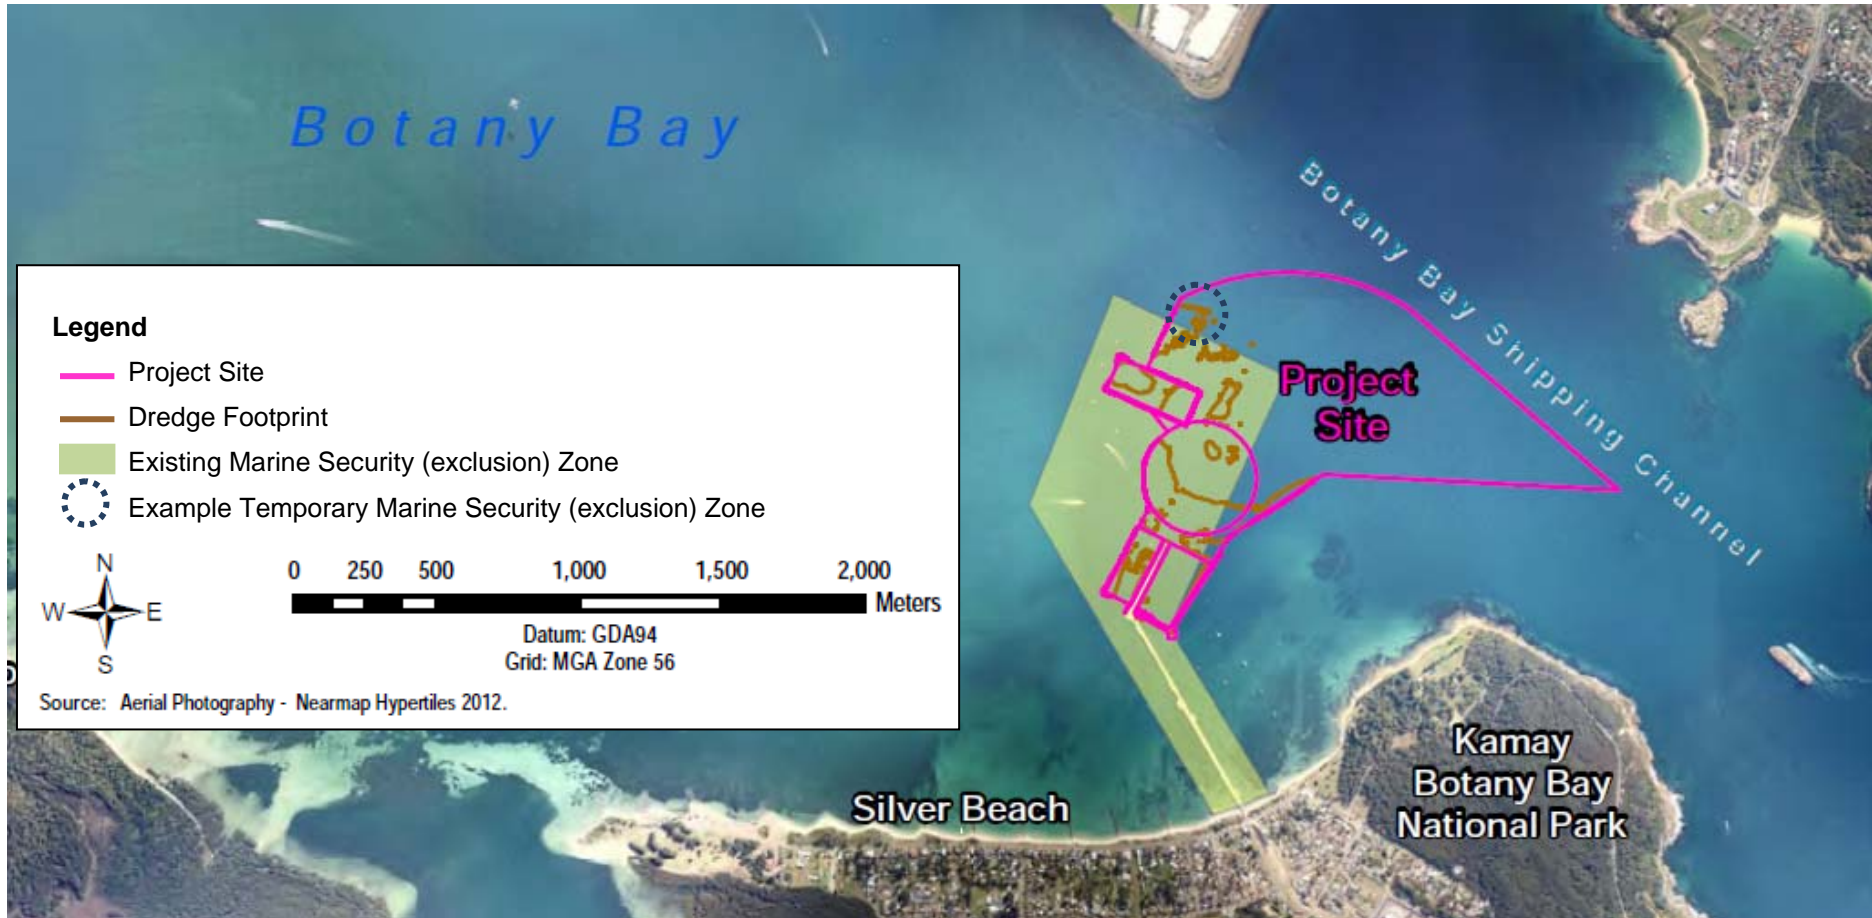 Botany Bay
Botany Bay Shipping Channel
Project
Site
Legend
Project Site
Dredge Footprint
Existing Marine Security (exclusion) Zone
Example Temporary Marine Security (exclusion) Zone
N
W E
S
0 250 500 1,000 1,500 2,000
Meters
Datum: GDA94
Grid: MGA Zone 56
Source: Aerial Photography - Nearmap Hypertiles 2012.
Silver Beach
Kamay
Botany Bay
National Park